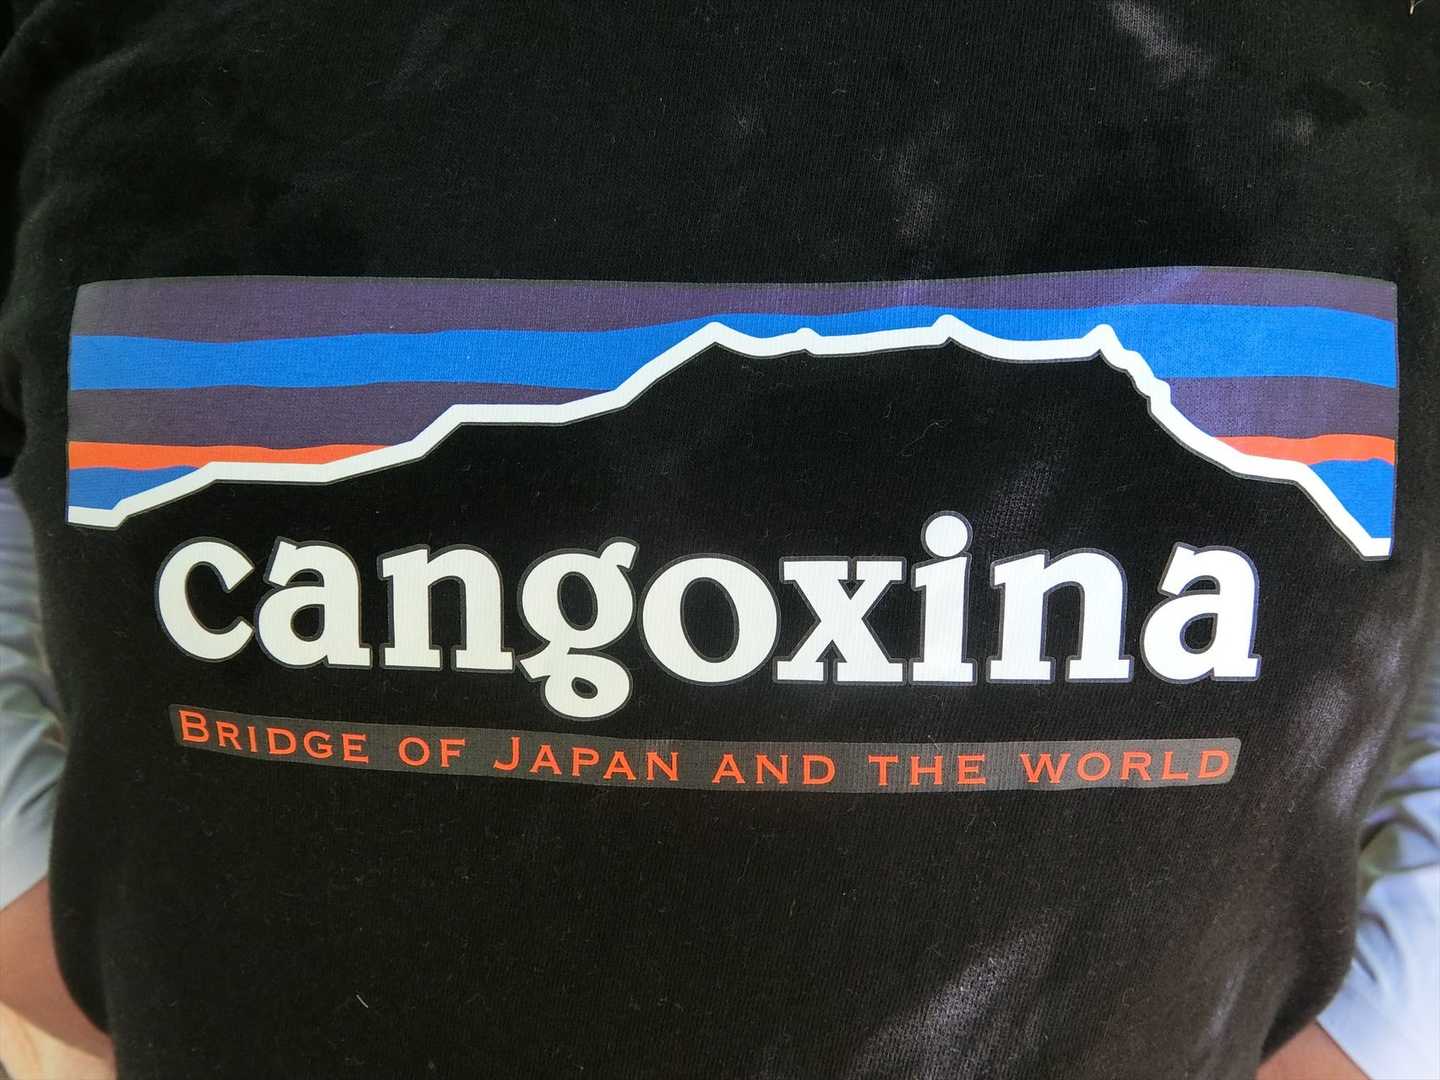 cangoxina
BRIDGE OF JAPAN AND THE WORLD